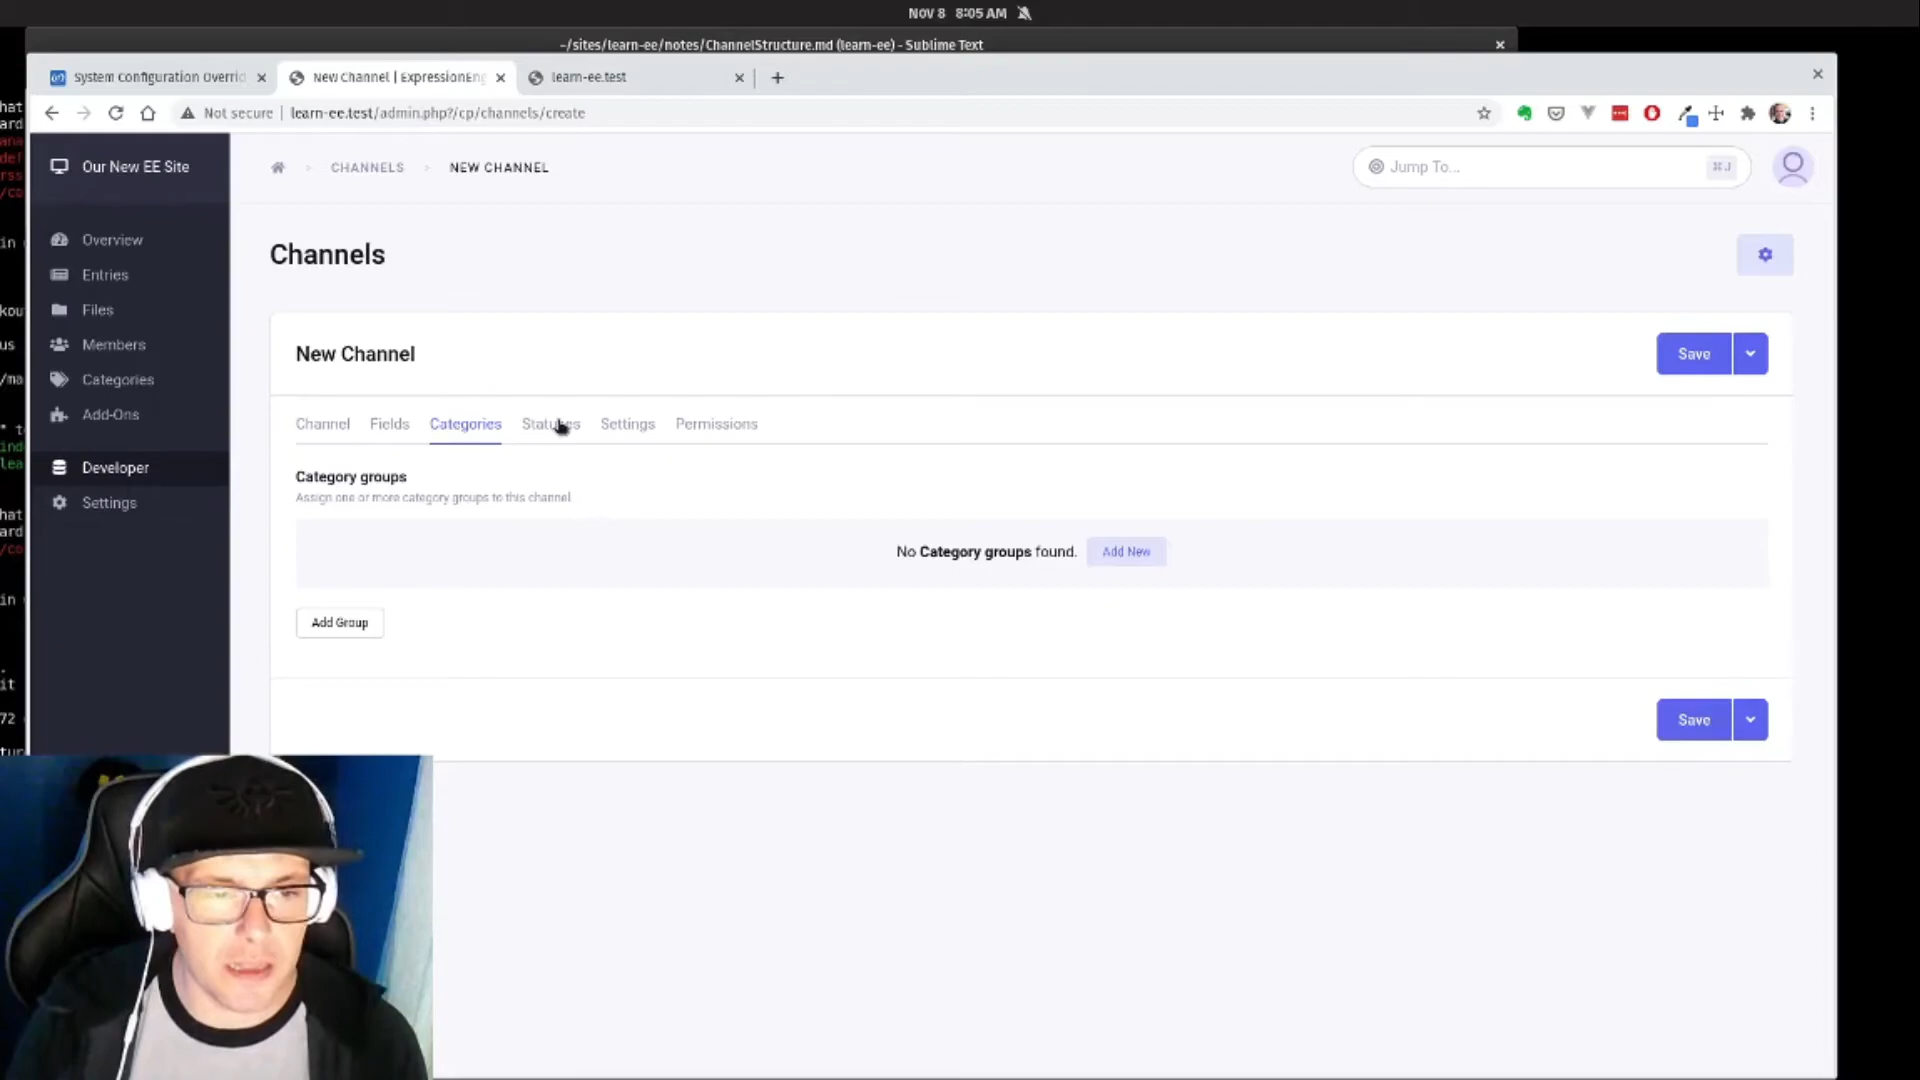 NOV 8 8:05 AM
~/sites/learn-ee/notes/ChannelStructure.md (learn-ee) - Sublime Text
System Configuration Overrid
New Channel | ExpressionEng
learn-ee.test
Not secure | learn-ee.test/admin.php?/cp/channels/create
Our New EE Site
CHANNELS
NEW CHANNEL
Jump To...
⌘J
Overview
Entries
Files
Members
Categories
Add-Ons
Developer
Settings
Channels
New Channel
Save
Channel Fields Categories Statuses Settings Permissions
Category groups
Assign one or more category groups to this channel
No Category groups found. Add New
Add Group
Save